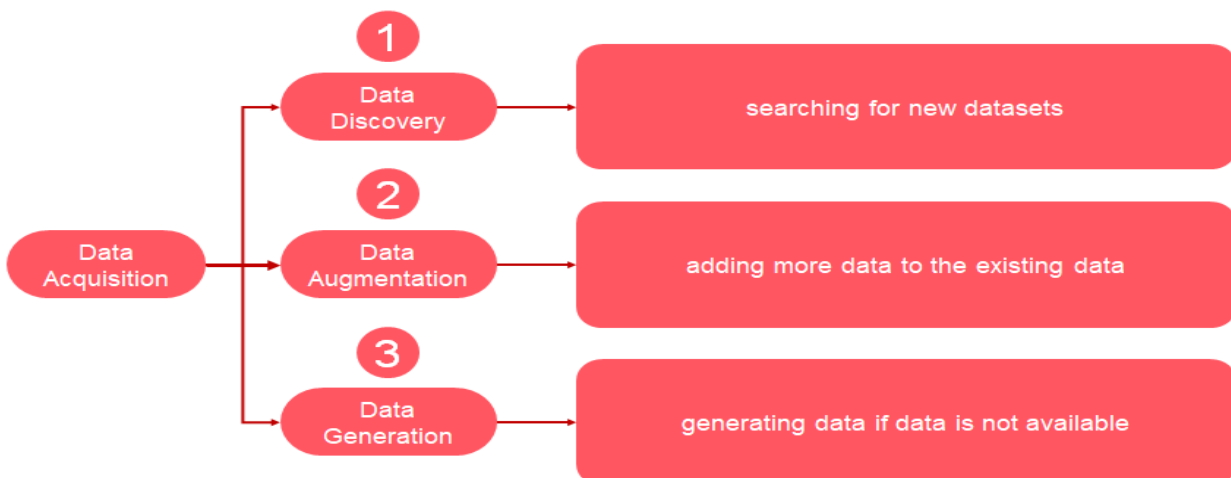 1
Data
Discovery
searching for new datasets
2
Data
Acquisition
Data
Augmentation
adding more data to the existing data
3
Data
Generation
generating data if data is not available